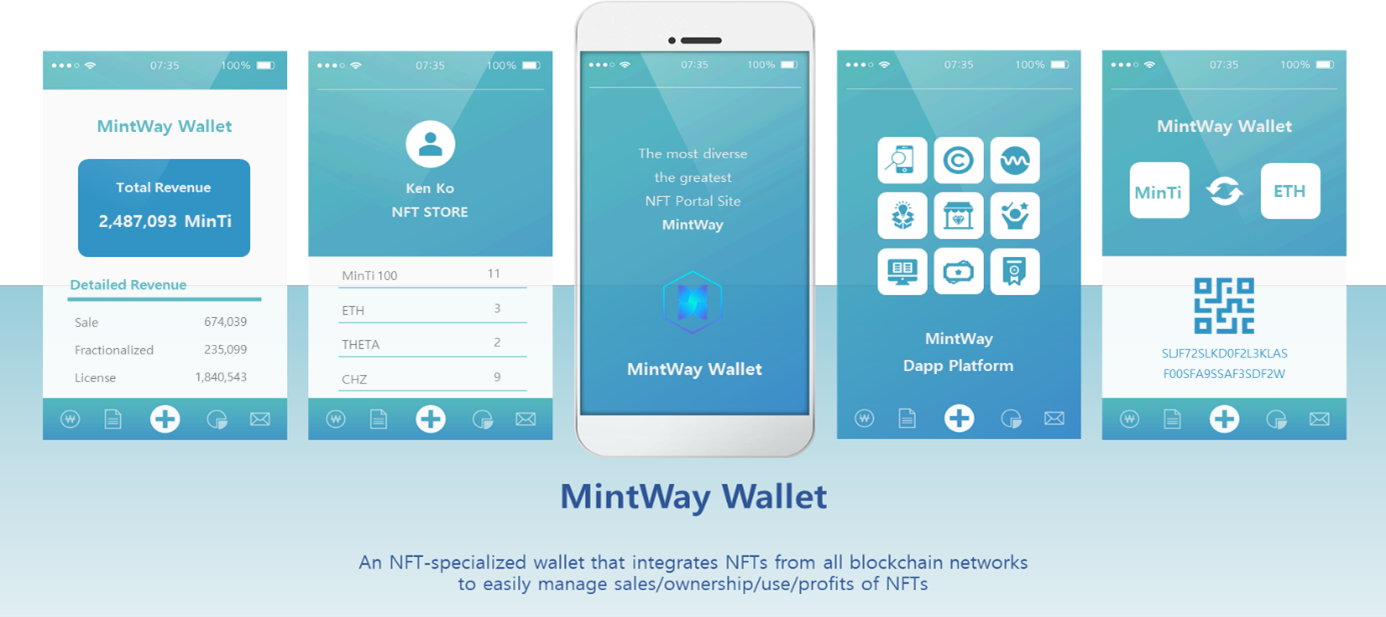 07:35 100%
MintWay Wallet
Total Revenue
2,487,093 MinTi
Detailed Revenue
Sale 674,039
Fractionalized 235,099
License 1,840,543
07:35 100%
Ken Ko
NFT STORE
MinTi 100 11
ETH 3
THETA 2
CHZ 9
07:35 100%
The most diverse
the greatest
NFT Portal Site
MintWay
MintWay Wallet
07:35 100%
MintWay
Dapp Platform
07:35 100%
MintWay Wallet
MinTi ETH
SLJF72SLKD0F2L3KLAS
F00SFA9SSAF3SDF2W
MintWay Wallet
An NFT-specialized wallet that integrates NFTs from all blockchain networks
to easily manage sales/ownership/use/profits of NFTs